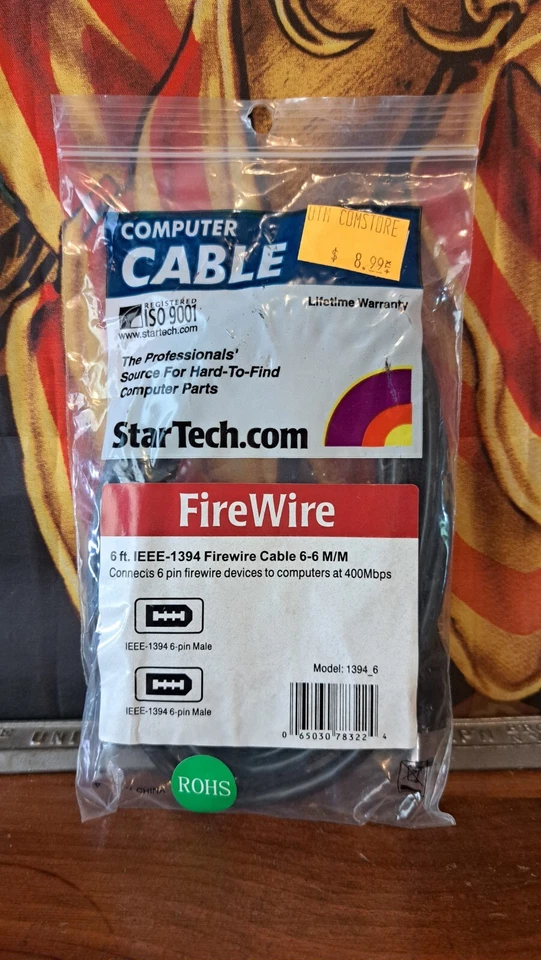 UTM COMSTORE
$ 8.99
COMPUTER
CABLE
REGISTERED
ISO 9001
www.startech.com
Lifetime Warranty
The Professionals'
Source For Hard-To-Find
Computer Parts
StarTech.com
FireWire
6 ft. IEEE-1394 Firewire Cable 6-6 M/M
Connects 6 pin firewire devices to computers at 400Mbps
IEEE-1394 6-pin Male
IEEE-1394 6-pin Male
Model: 1394_6
0 65030 78322 4
CHINA
ROHS